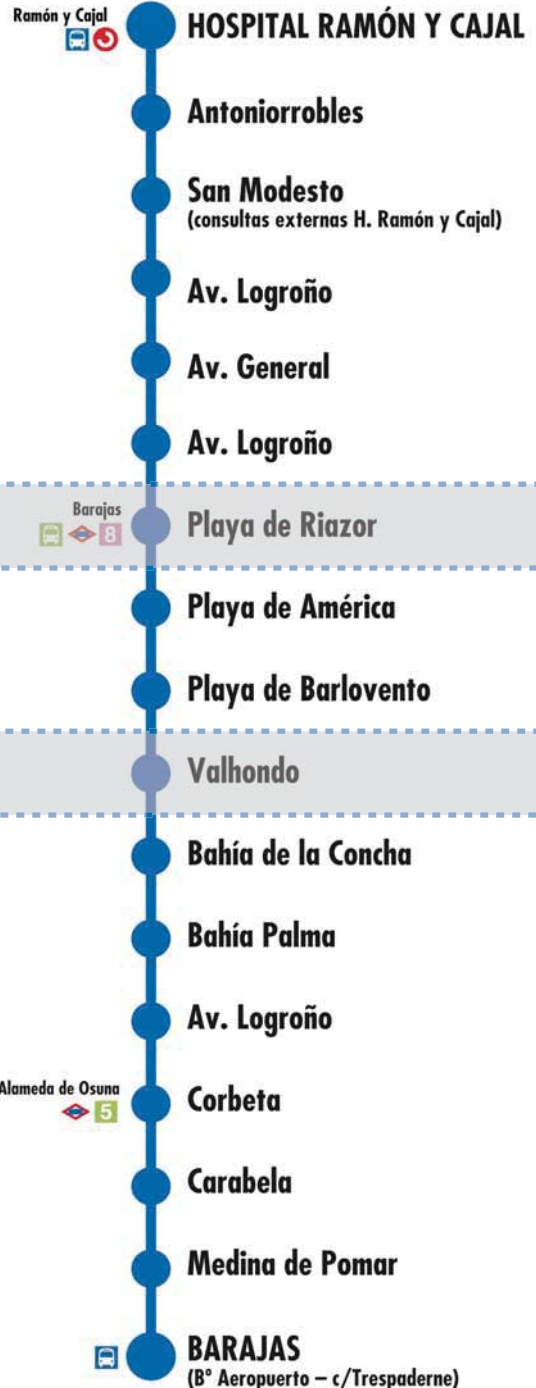 Ramón y Cajal
HOSPITAL RAMÓN Y CAJAL
Antoniorrobles
San Modesto
(consultas externas H. Ramón y Cajal)
Av. Logroño
Av. General
Av. Logroño
Barajas
8
Playa de Riazor
Playa de América
Playa de Barlovento
Valhondo
Bahía de la Concha
Bahía Palma
Av. Logroño
Alameda de Osuna
5
Corbeta
Carabela
Medina de Pomar
BARAJAS
(Bº Aeropuerto – c/Trespaderne)